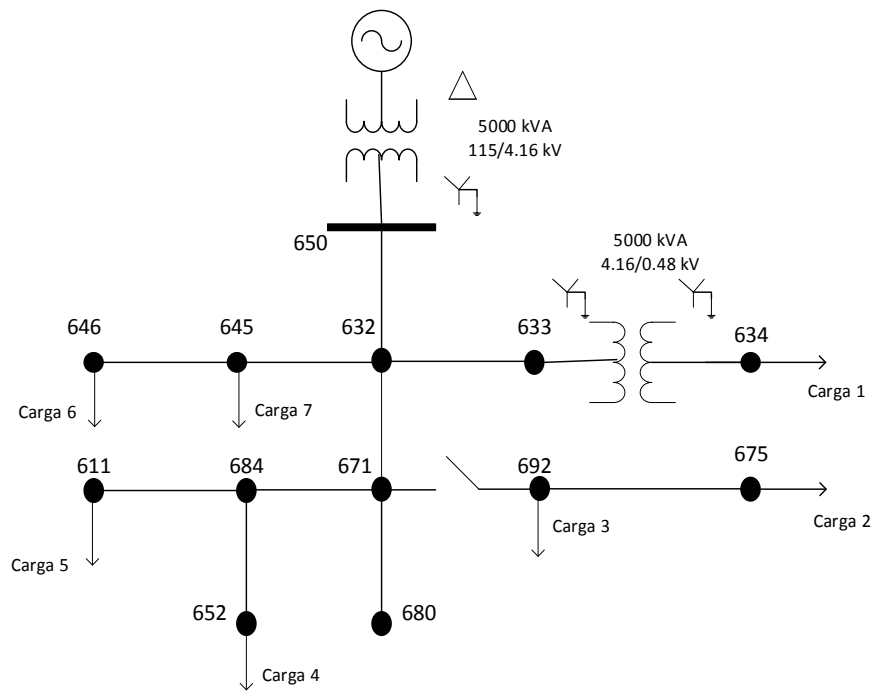 5000 kVA
115/4.16 kV
650
5000 kVA
4.16/0.48 kV
646
645
632
633
634
Carga 6
Carga 7
Carga 1
611
684
671
692
675
Carga 5
Carga 3
Carga 2
652
680
Carga 4